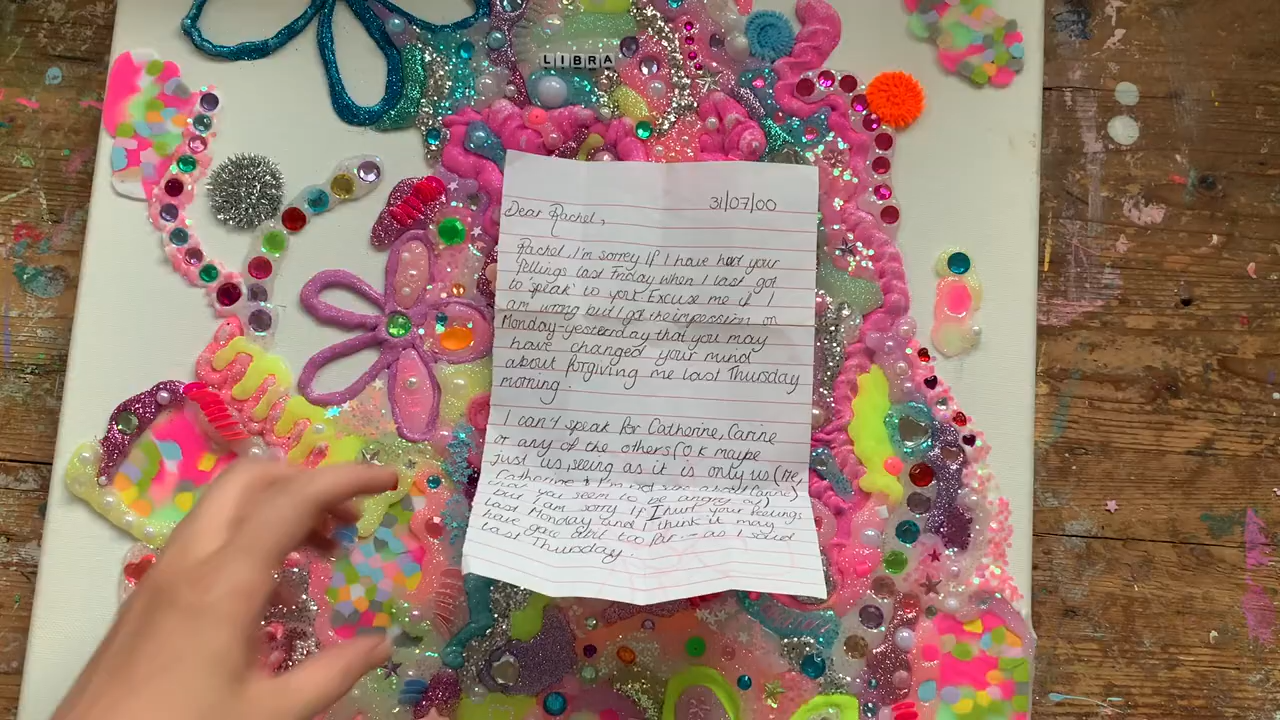 LIBRA
31/07/00
Dear Rachel,
Rachel, I'm sorrey if I have hurt your
fellings last Friday when I last got
to speak to you. Excuse me if I
am wrong but I got the impession on
Monday-yesterday that you may
have changed your mind
about forgiving me last Thursday
morning.
I can't speak for Catherine, Carine
or any of the others (O.K maybe
just us, seeing as it is only us (Me,
Catherine & I'm not sure about Carine)
that you seem to be angry at)
but I am sorry if I hurt your feelings
last Monday and I think it may
have gone abit too far - as I said
last Thursday.